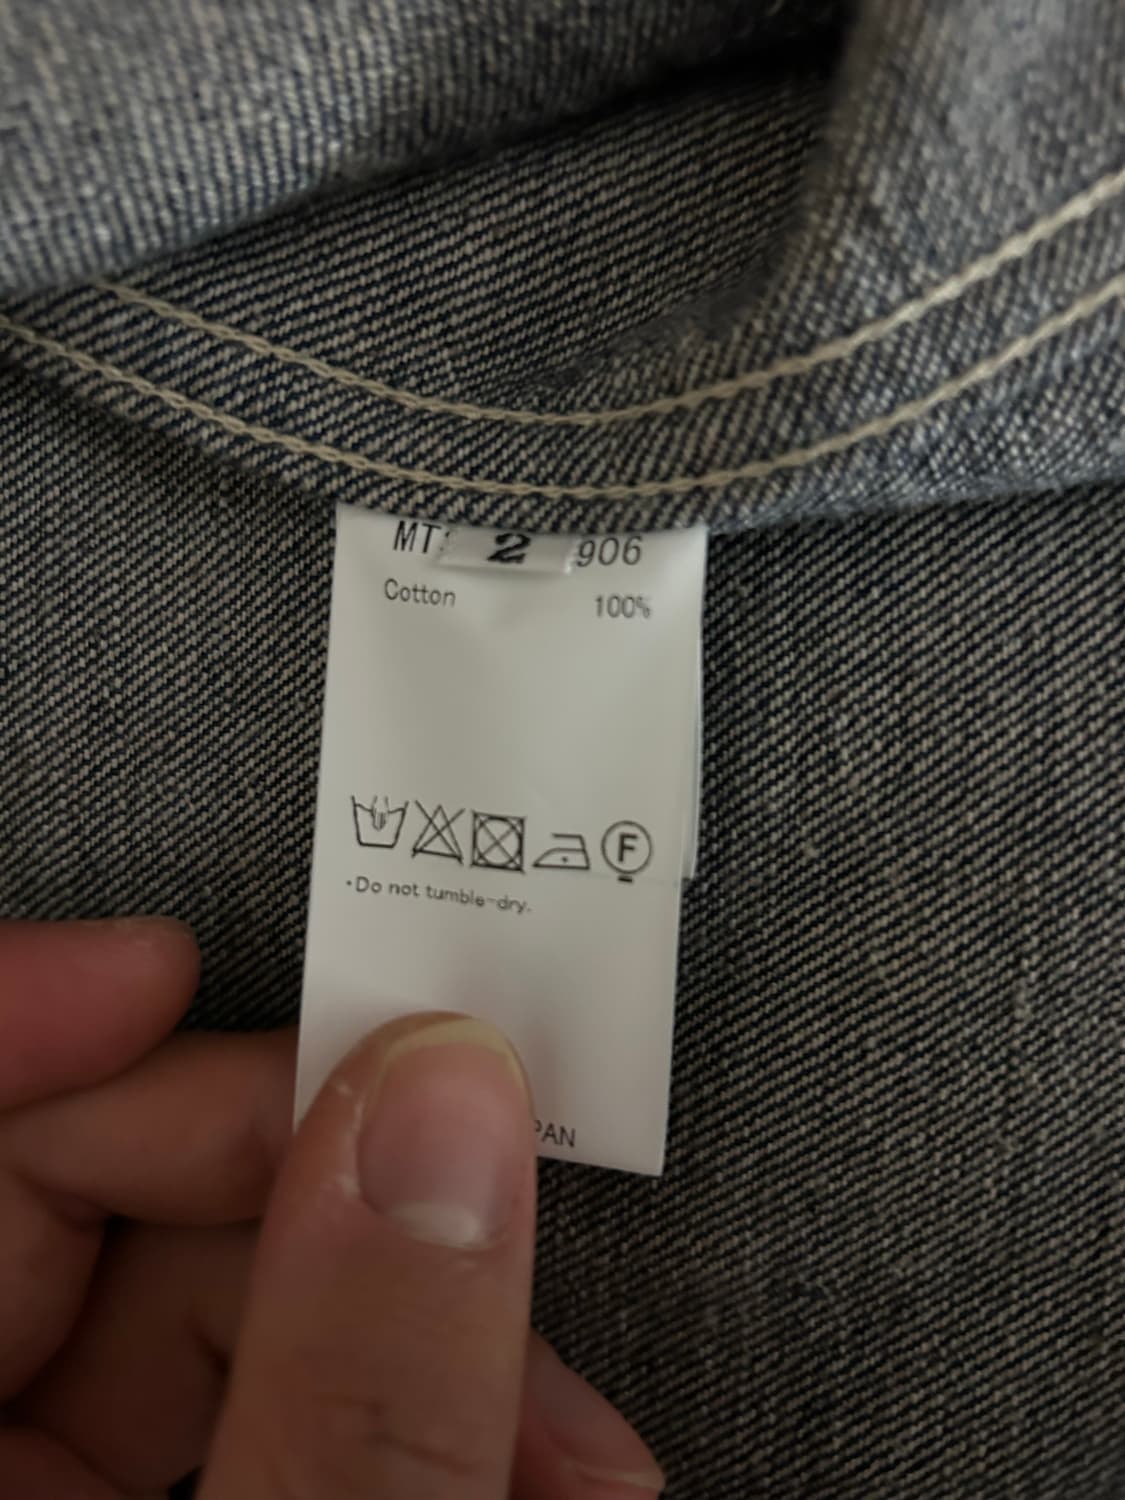 MT: 2 906
Cotton 100%
F
•Do not tumble-dry.
PAN